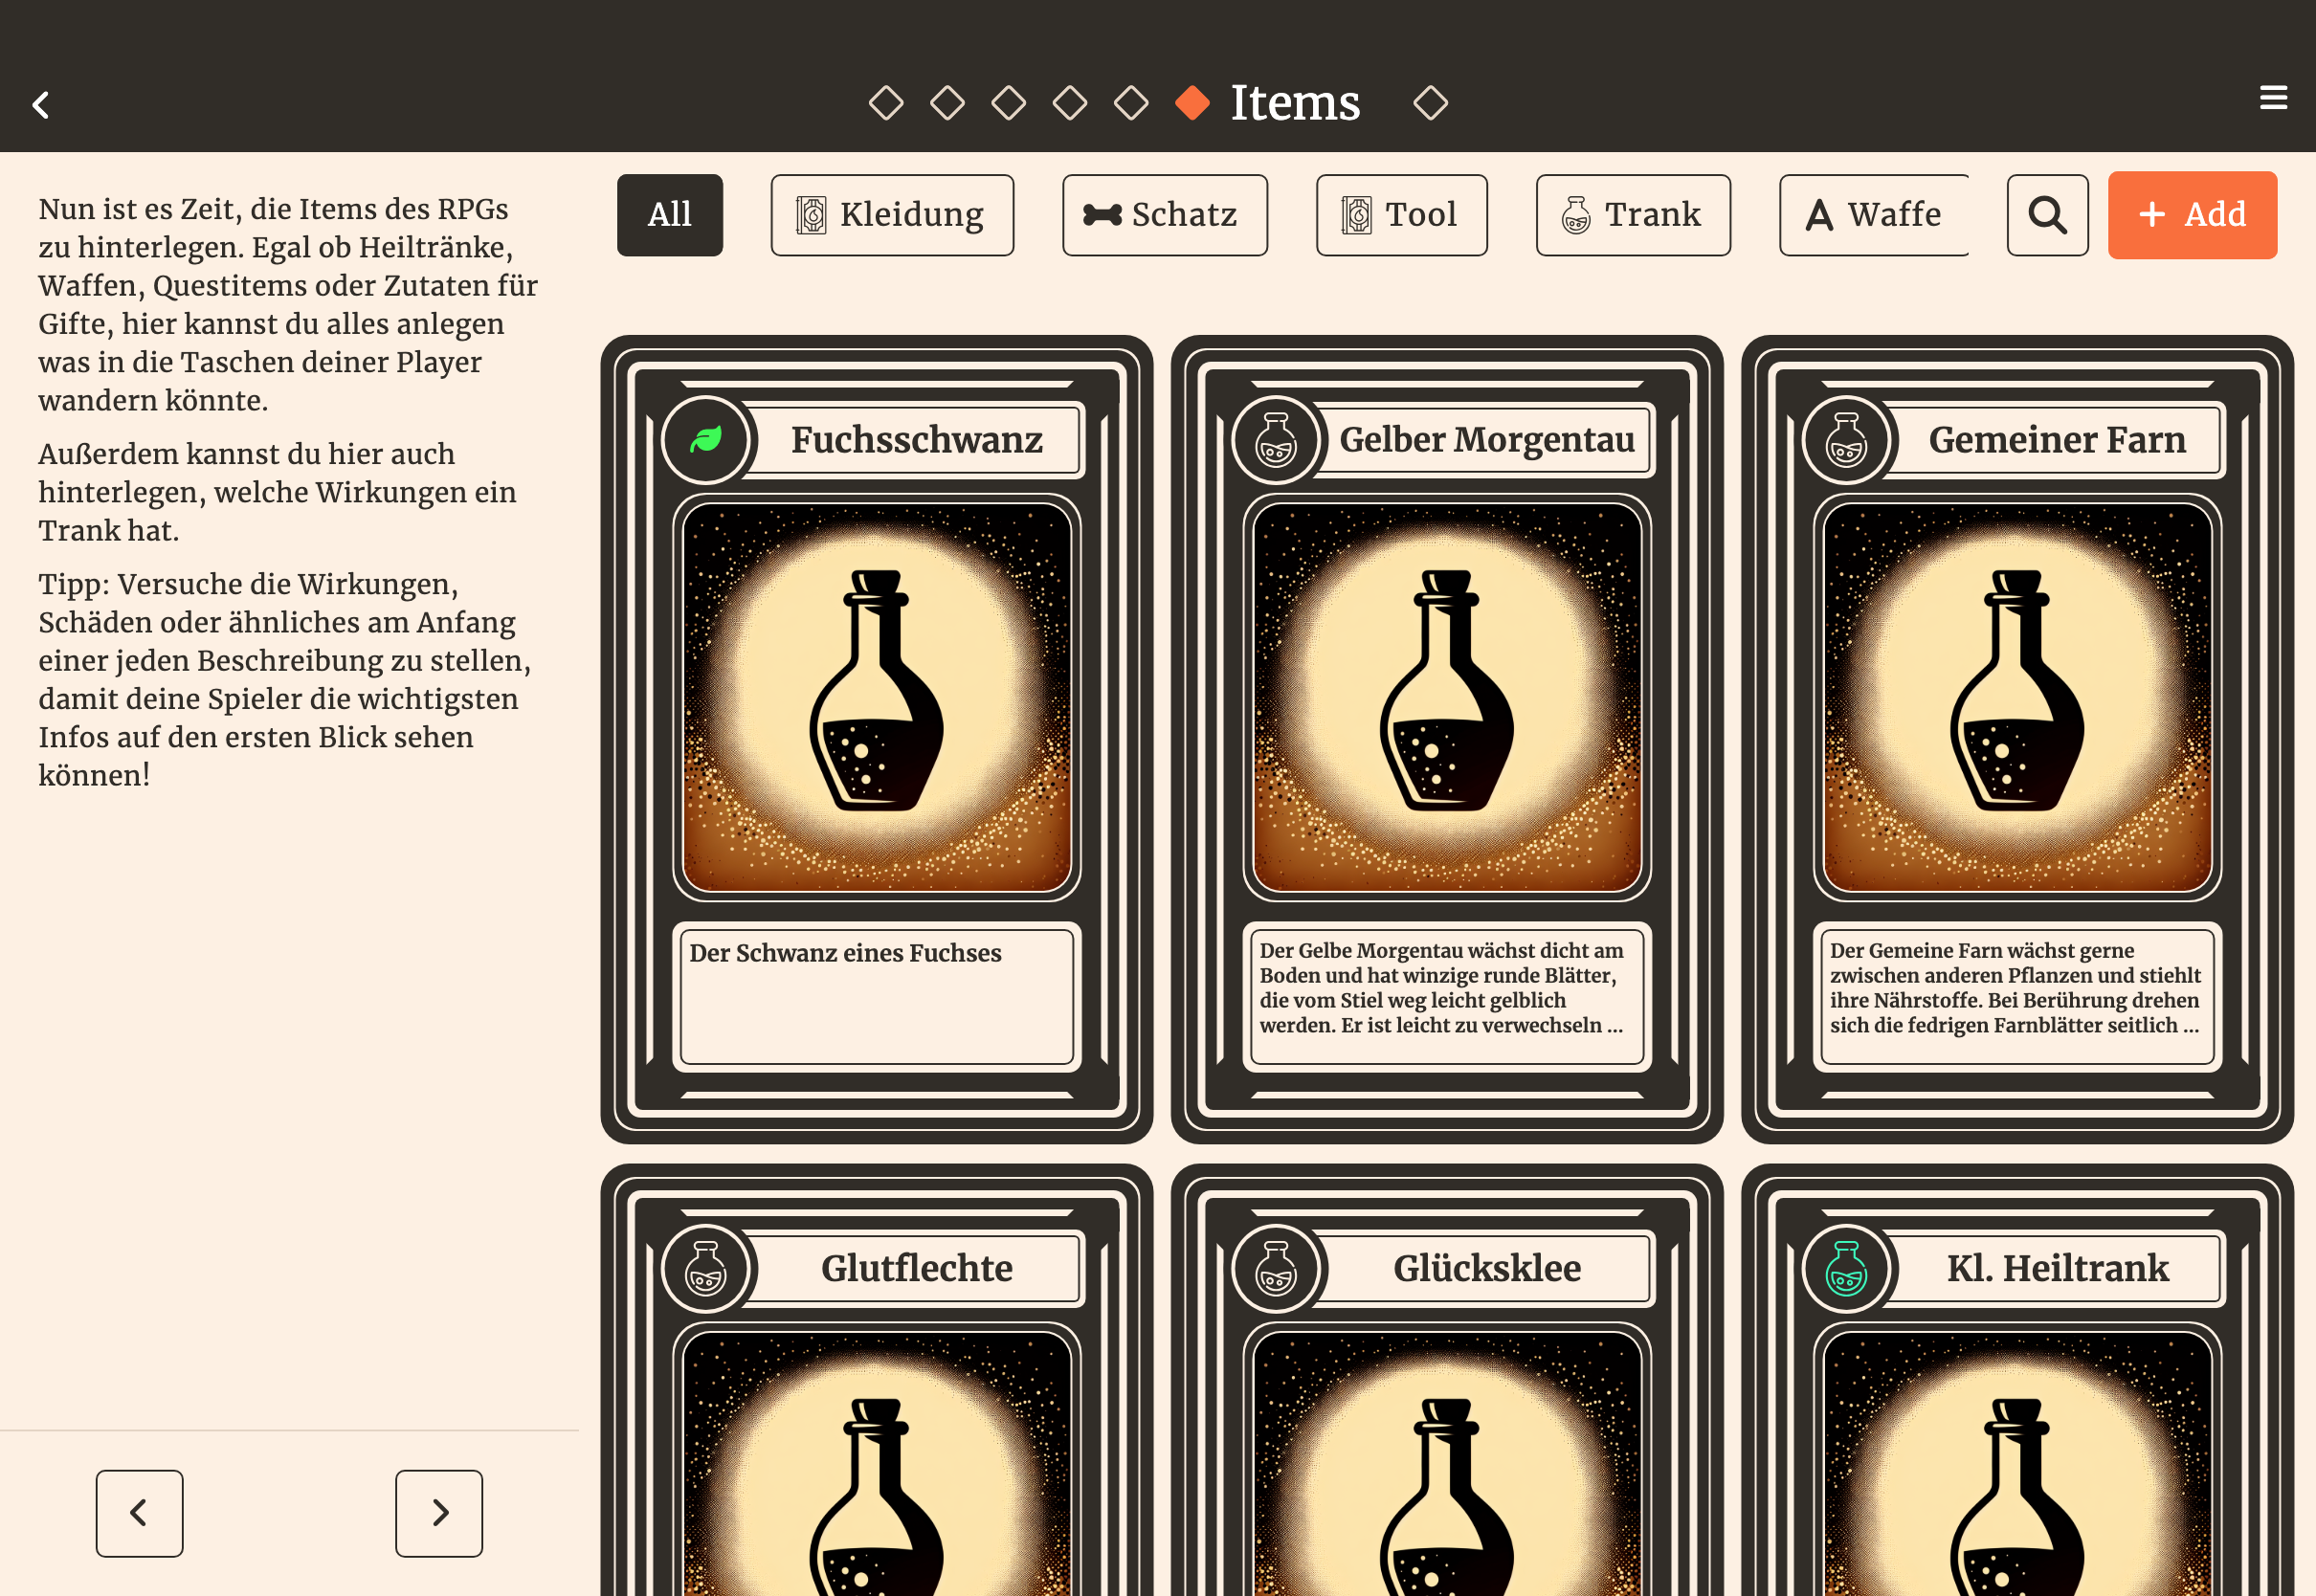 Items
Nun ist es Zeit, die Items des RPGs
zu hinterlegen. Egal ob Heiltränke,
Waffen, Questitems oder Zutaten für
Gifte, hier kannst du alles anlegen
was in die Taschen deiner Player
wandern könnte.
Außerdem kannst du hier auch
hinterlegen, welche Wirkungen ein
Trank hat.
Tipp: Versuche die Wirkungen,
Schäden oder ähnliches am Anfang
einer jeden Beschreibung zu stellen,
damit deine Spieler die wichtigsten
Infos auf den ersten Blick sehen
können!
All
Kleidung
Schatz
Tool
Trank
Waffe
+ Add
Fuchsschwanz
Der Schwanz eines Fuchses
Gelber Morgentau
Der Gelbe Morgentau wächst dicht am
Boden und hat winzige runde Blätter,
die vom Stiel weg leicht gelblich
werden. Er ist leicht zu verwechseln ...
Gemeiner Farn
Der Gemeine Farn wächst gerne
zwischen anderen Pflanzen und stiehlt
ihre Nährstoffe. Bei Berührung drehen
sich die fedrigen Farnblätter seitlich ...
Glutflechte
Glücksklee
Kl. Heiltrank